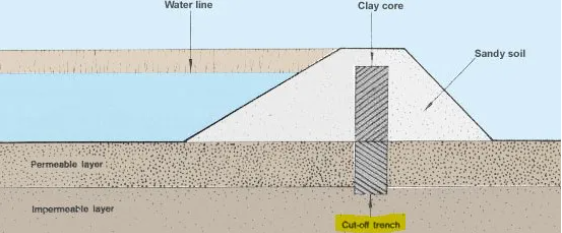 Water line
Clay core
Sandy soil
Permeable layer
Impermeable layer
Cut-off trench